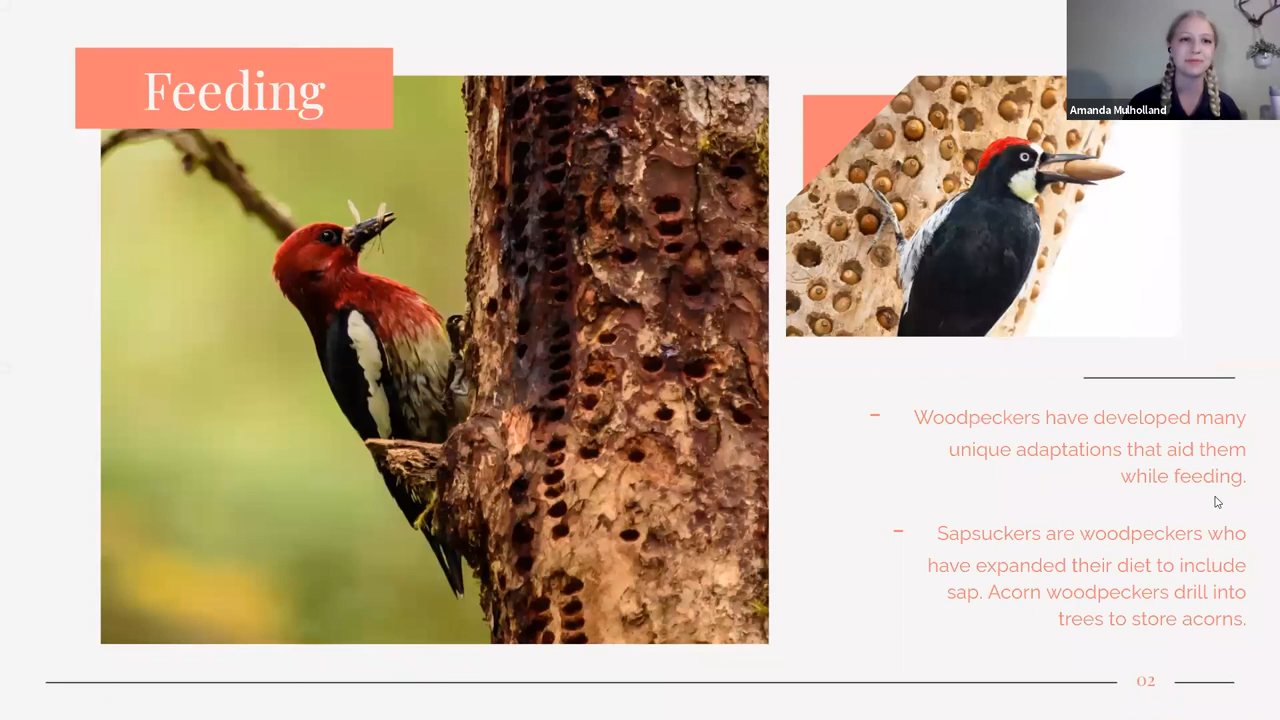 Feeding
Amanda Mulholland
- Woodpeckers have developed many
unique adaptations that aid them
while feeding.
- Sapsuckers are woodpeckers who
have expanded their diet to include
sap. Acorn woodpeckers drill into
trees to store acorns.
02